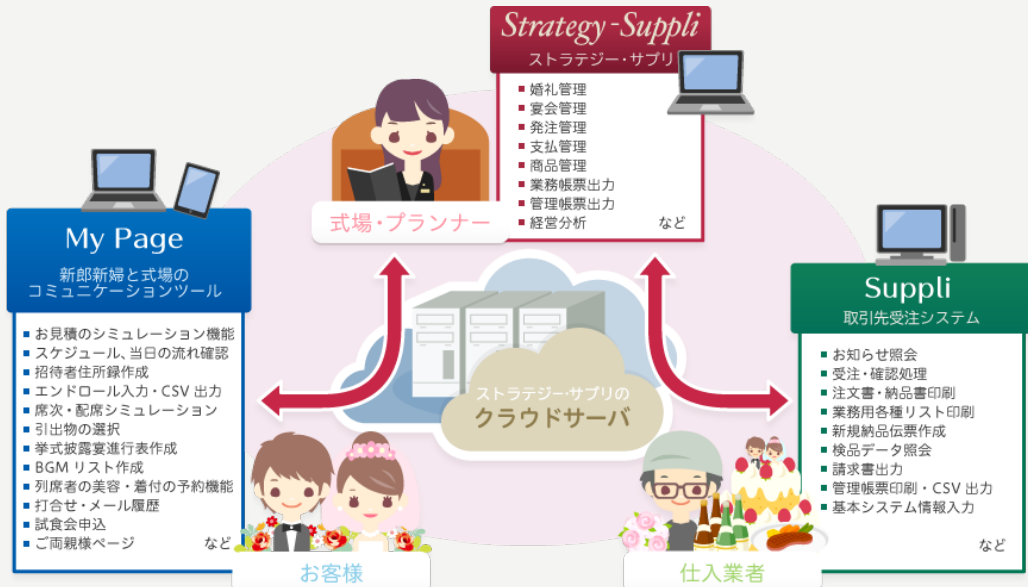 Strategy-Suppli
ストラテジー・サプリ
■ 婚礼管理
■ 宴会管理
■ 発注管理
■ 支払管理
■ 商品管理
■ 業務帳票出力
■ 管理帳票出力
■ 経営分析 など
式場・プランナー
My Page
新郎新婦と式場の
コミュニケーションツール
■ お見積のシミュレーション機能
■ スケジュール、当日の流れ確認
■ 招待者住所録作成
■ エンドロール入力・CSV 出力
■ 席次・配席シミュレーション
■ 引出物の選択
■ 挙式披露宴進行表作成
■ BGM リスト作成
■ 列席者の美容・着付の予約機能
■ 打合せ・メール履歴
■ 試食会申込
■ ご両親様ページ など
お客様
ストラテジー・サプリの
クラウドサーバ
Suppli
取引先受注システム
■ お知らせ照会
■ 受注・確認処理
■ 注文書・納品書印刷
■ 業務用各種リスト印刷
■ 新規納品伝票作成
■ 検品データ照会
■ 請求書出力
■ 管理帳票印刷・CSV 出力
■ 基本システム情報入力
など
仕入業者